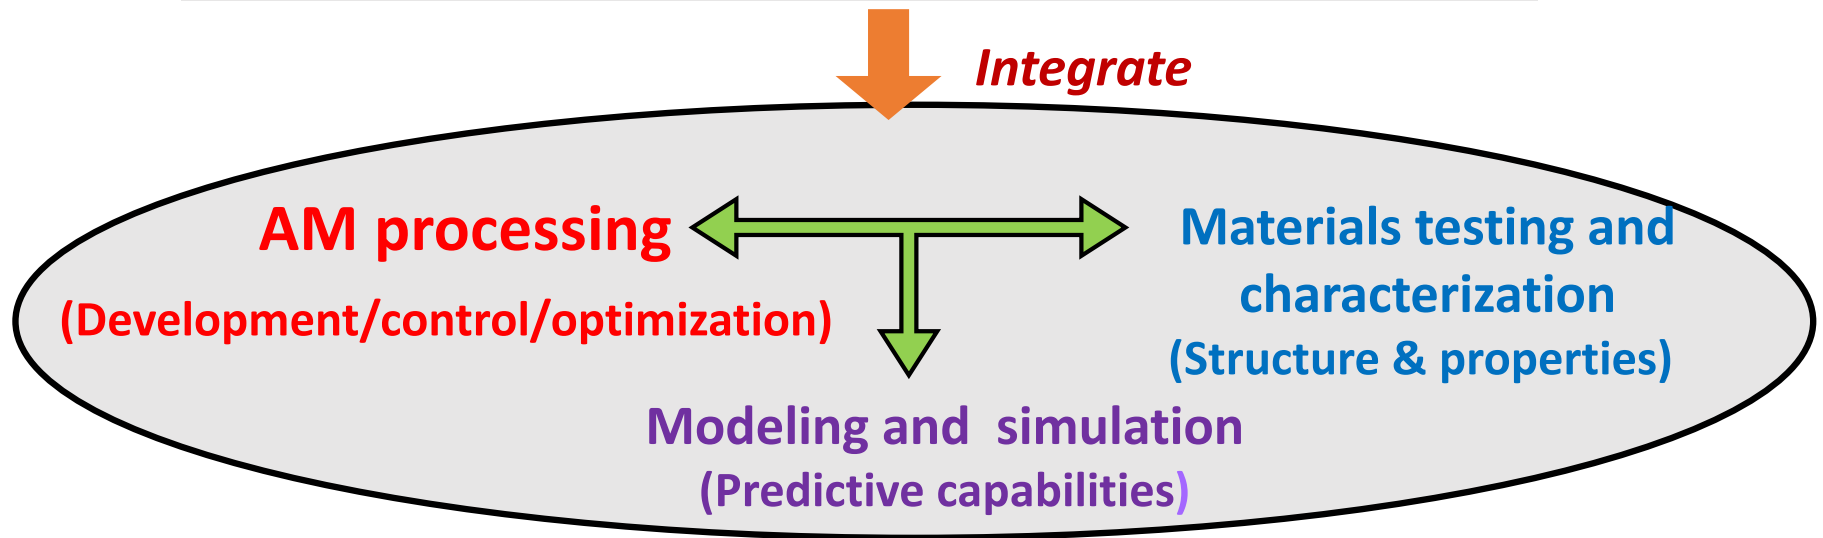 Integrate
AM processing
(Development/control/optimization)
Materials testing and
characterization
(Structure & properties)
Modeling and  simulation
(Predictive capabilities)